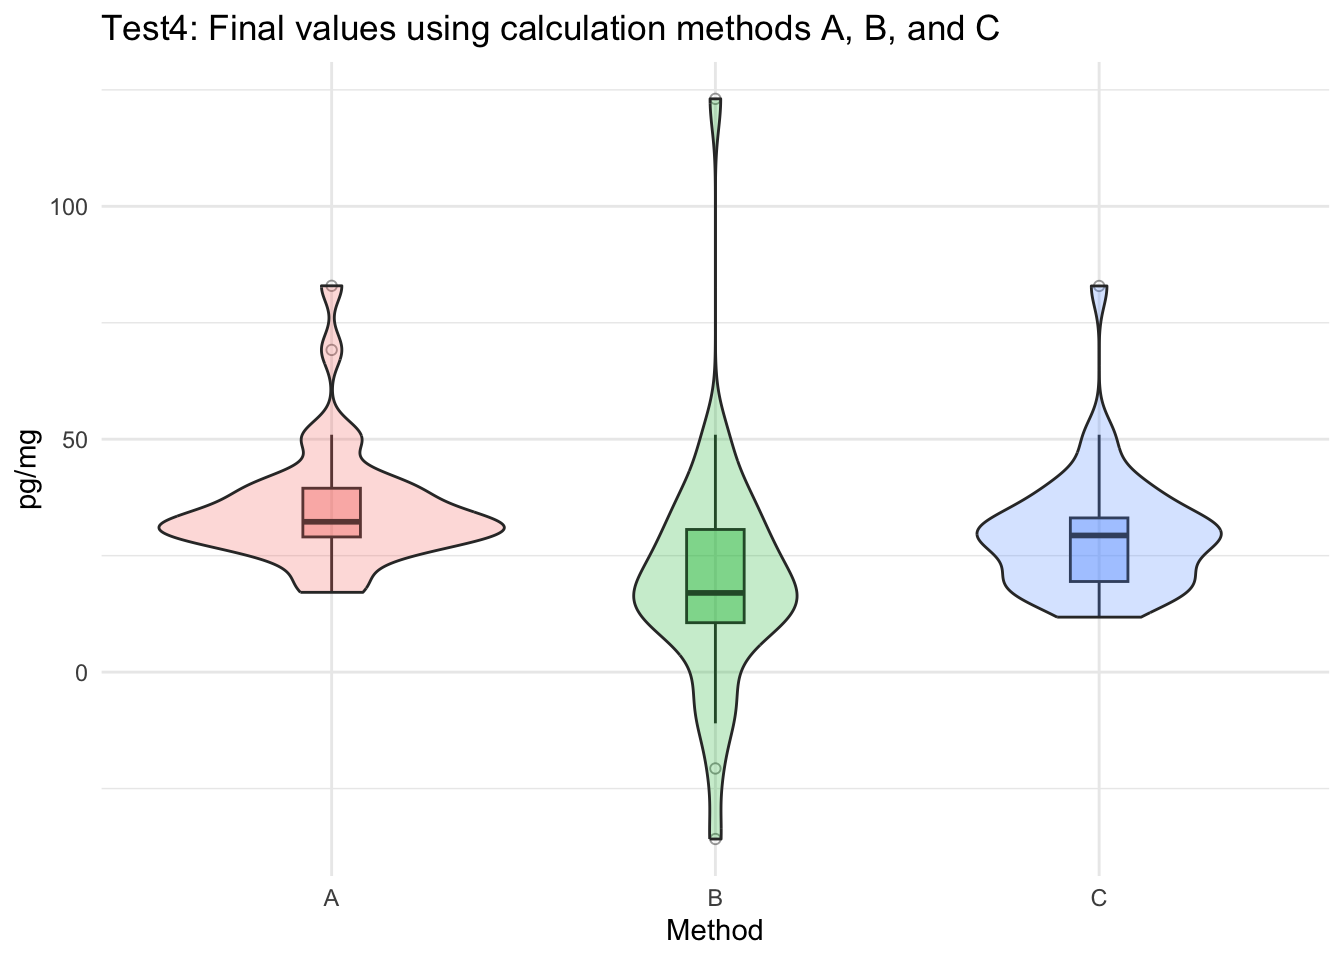 Test4: Final values using calculation methods A, B, and C
pg/mg
100
50
0
A B C
Method